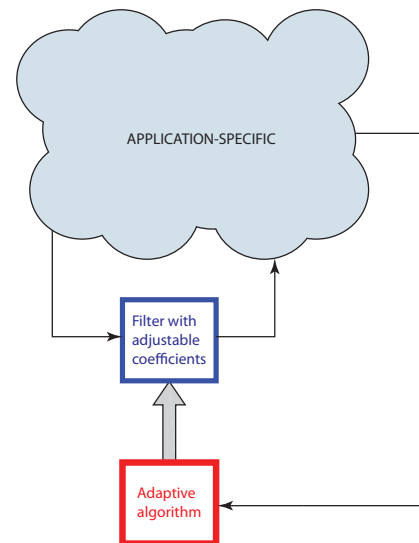 APPLICATION-SPECIFIC
Filter with
adjustable
coefficients
Adaptive
algorithm